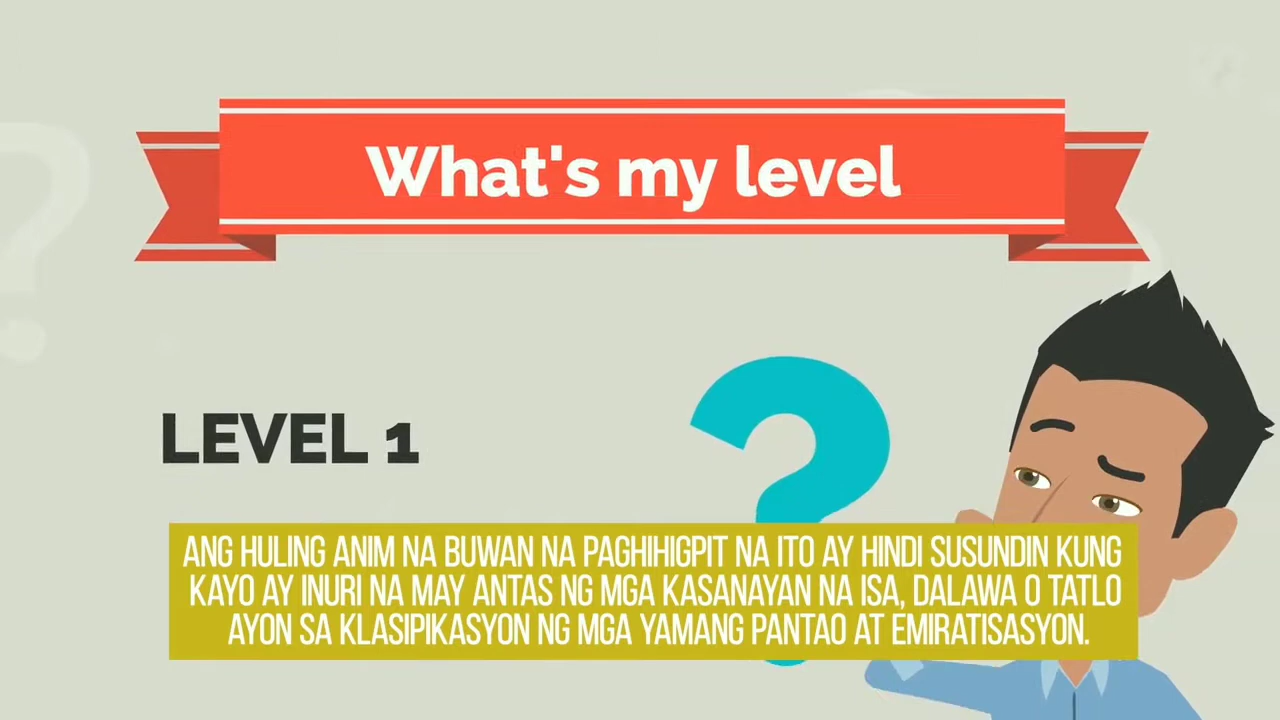 What's my level
LEVEL 1
ANG HULING ANIM NA BUWAN NA PAGHIHIGPIT NA ITO AY HINDI SUSUNDIN KUNG
KAYO AY INURI NA MAY ANTAS NG MGA KASANAYAN NA ISA, DALAWA O TATLO
AYON SA KLASIPIKASYON NG MGA YAMANG PANTAO AT EMIRATISASYON.